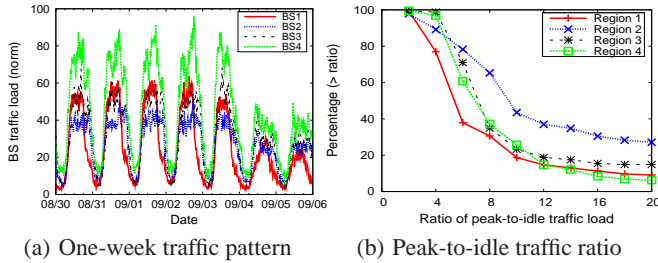 BS traffic load (norm)
100
80
60
40
20
0
BS1
BS2
BS3
BS4
08/30 08/31 09/01 09/02 09/03 09/04 09/05 09/06
Date
(a) One-week traffic pattern
Percentage (> ratio)
100
80
60
40
20
0
Region 1
Region 2
Region 3
Region 4
0 4 8 12 16 20
Ratio of peak-to-idle traffic load
(b) Peak-to-idle traffic ratio